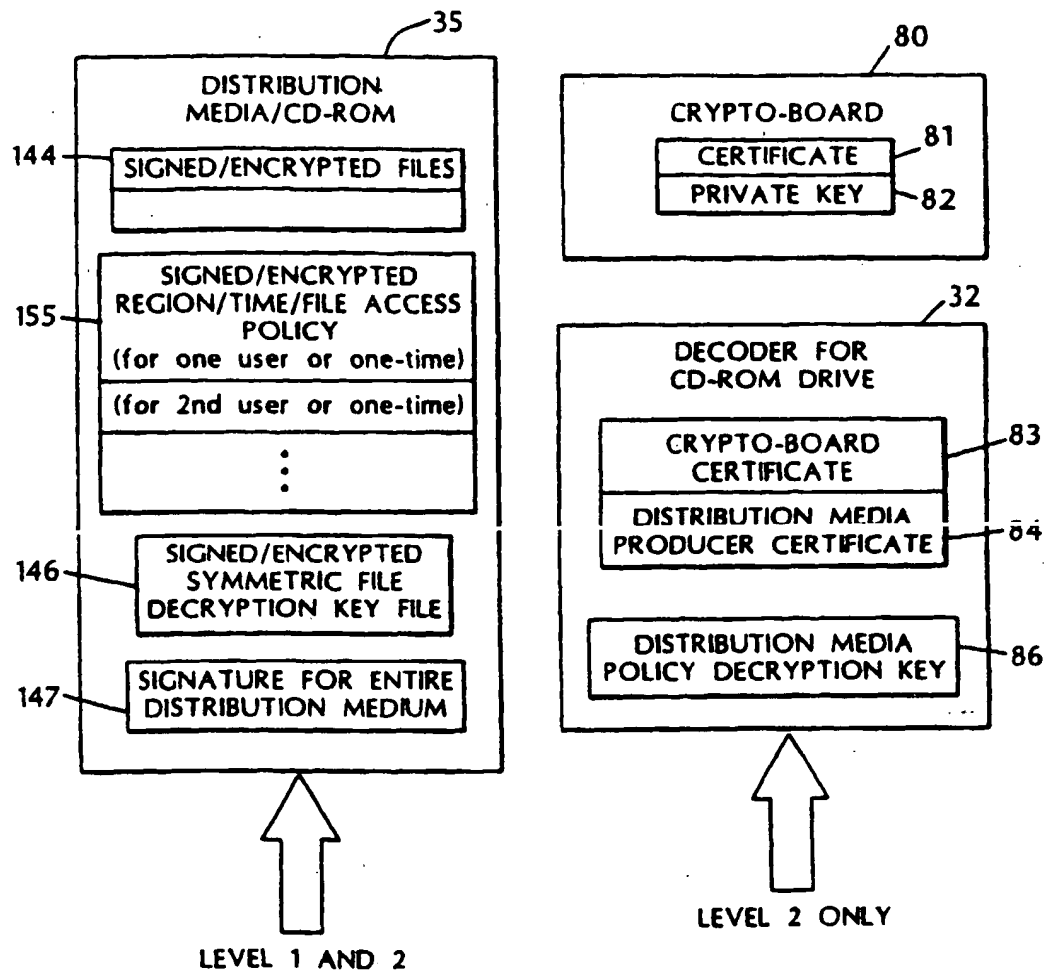 35
DISTRIBUTION
MEDIA/CD-ROM
144
SIGNED/ENCRYPTED FILES
155
SIGNED/ENCRYPTED
REGION/TIME/FILE ACCESS
POLICY
(for one user or one-time)
(for 2nd user or one-time)
146
SIGNED/ENCRYPTED
SYMMETRIC FILE
DECRYPTION KEY FILE
147
SIGNATURE FOR ENTIRE
DISTRIBUTION MEDIUM
LEVEL 1 AND 2
80
CRYPTO-BOARD
81
CERTIFICATE
82
PRIVATE KEY
32
DECODER FOR
CD-ROM DRIVE
83
CRYPTO-BOARD
CERTIFICATE
84
DISTRIBUTION MEDIA
PRODUCER CERTIFICATE
86
DISTRIBUTION MEDIA
POLICY DECRYPTION KEY
LEVEL 2 ONLY